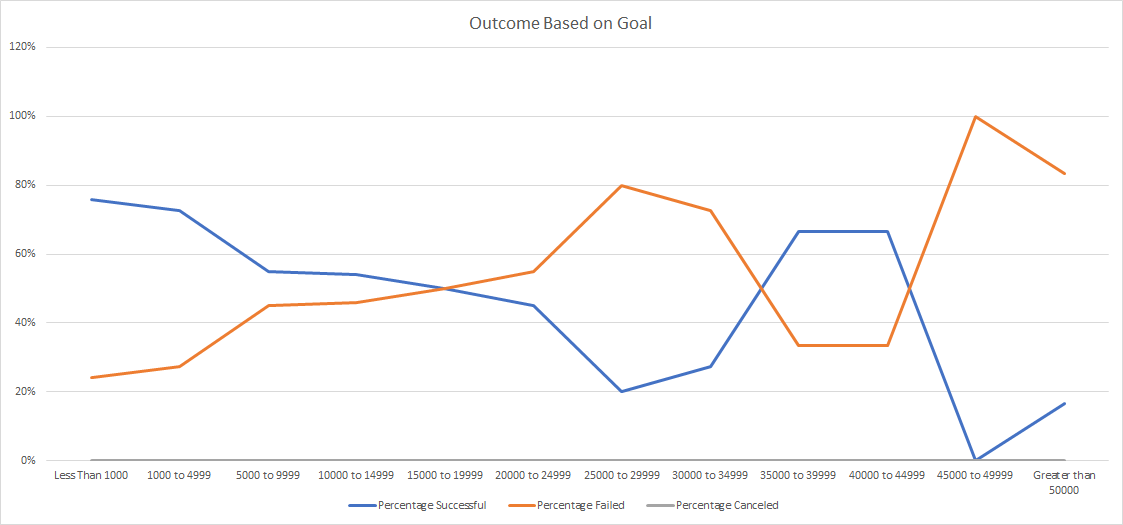 Outcome Based on Goal
120%
100%
80%
60%
40%
20%
0%
Less Than 1000 1000 to 4999 5000 to 9999 10000 to 14999 15000 to 19999 20000 to 24999 25000 to 29999 30000 to 34999 35000 to 39999 40000 to 44999 45000 to 49999 Greater than
50000
Percentage Successful Percentage Failed Percentage Canceled